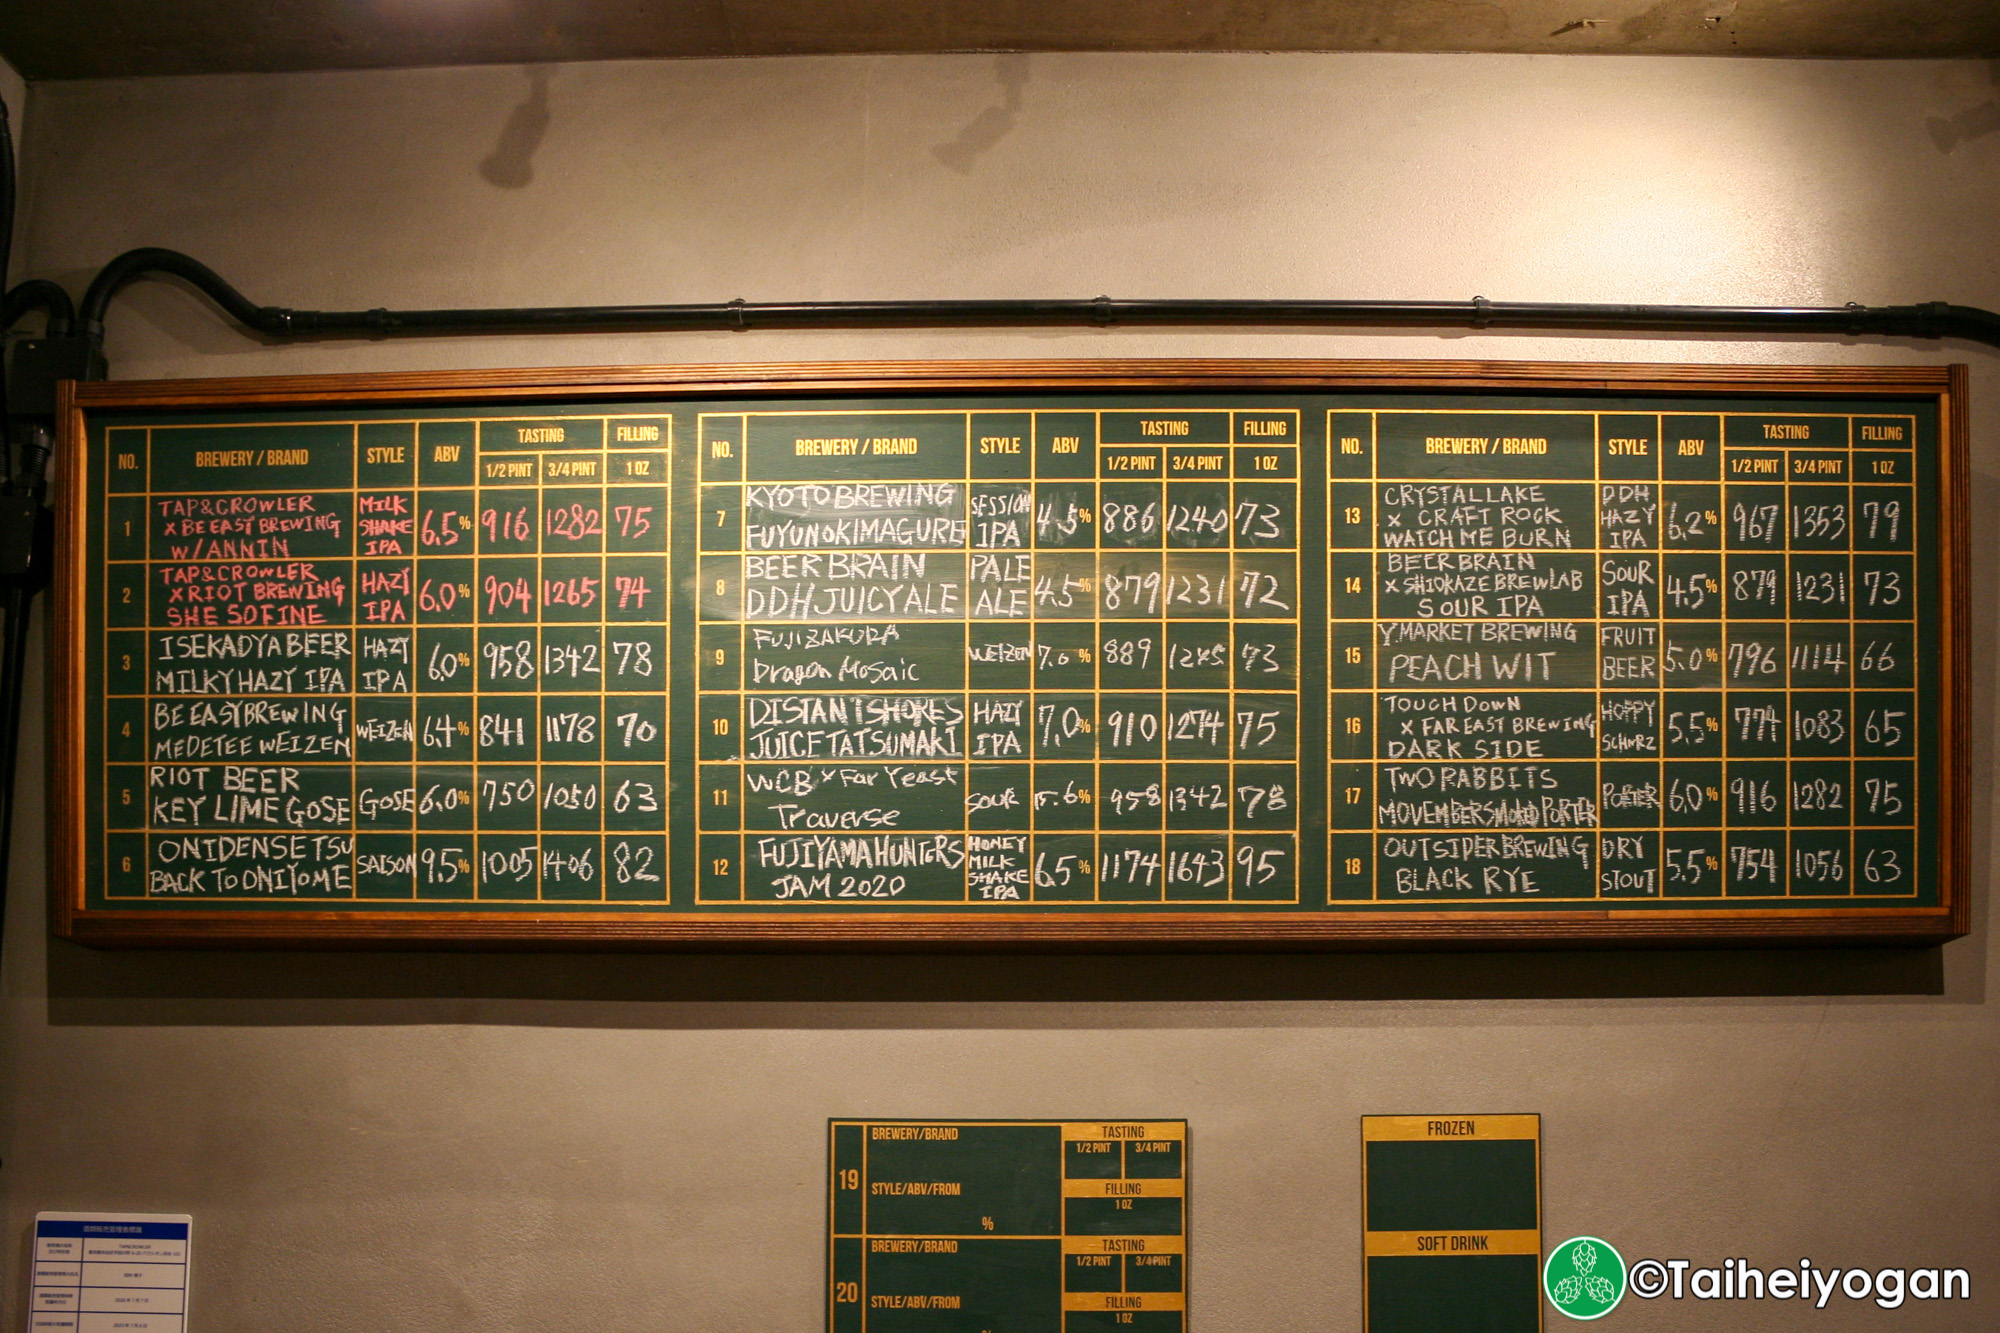 NO. BREWERY / BRAND STYLE ABV TASTING FILLING
1/2 PINT 3/4 PINT 1 OZ
1 TAP&CROWLER x BE EAST BREWING W/ANNIN MILK SHAKE IPA 6.5% 916 1282 75
2 TAP&CROWLER x RIOT BREWING SHE SO FINE HAZY IPA 6.0% 904 1265 74
3 ISEKADYA BEER MILKY HAZY IPA HAZY IPA 6.0% 958 1342 78
4 BE EASY BREWING MEDETEE WEIZEN WEIZEN 6.4% 841 1178 70
5 RIOT BEER KEY LIME GOSE GOSE 6.0% 750 1050 63
6 ONIDENSETSU BACK TO ONIYOME SAISON 9.5% 1005 1406 82
NO. BREWERY / BRAND STYLE ABV TASTING FILLING
1/2 PINT 3/4 PINT 1 OZ
7 KYOTO BREWING FUYUNOKIMAGURE SESSION IPA 4.5% 886 1240 73
8 BEER BRAIN DDH JUICY ALE PALE ALE 4.5% 879 1231 72
9 FUJIZAKURA Dragon Mosaic WEIZEN 7.0% 889 1245 73
10 DISTANT SHORES JUICE TATSUMAKI HAZY IPA 7.0% 910 1274 75
11 WCB x Far Yeast Traverse SOUR % 958 1342 78
12 FUJIYAMA HUNTERS JAM 2020 HONEY MILK SHAKE IPA 6.5% 1174 1643 95
NO. BREWERY / BRAND STYLE ABV TASTING FILLING
1/2 PINT 3/4 PINT 1 OZ
13 CRYSTAL LAKE x CRAFT ROCK WATCH ME BURN DDH HAZY IPA 6.2% 967 1353 79
14 BEER BRAIN x SHIOKAZE BREWLAB SOUR IPA SOUR IPA 4.5% 879 1231 73
15 Y.MARKET BREWING PEACH WIT FRUIT BEER 5.0% 796 1114 66
16 TOUCH DOWN x FAR EAST BREWING DARK SIDE HOPPY SCHWRZ 5.5% 774 1083 65
17 TWO RABBITS MOVEMBER SMOKED PORTER PORTER 6.0% 916 1282 75
18 OUTSIDER BREWING BLACK RYE DRY STOUT 5.5% 754 1056 63
19 BREWERY/BRAND TASTING
1/2 PINT 3/4 PINT
STYLE/ABV/FROM FILLING
1 OZ
%
20 BREWERY/BRAND TASTING
1/2 PINT 3/4 PINT
STYLE/ABV/FROM FILLING
1 OZ
FROZEN
SOFT DRINK
酒類販売管理者標識
©Taiheiyogan